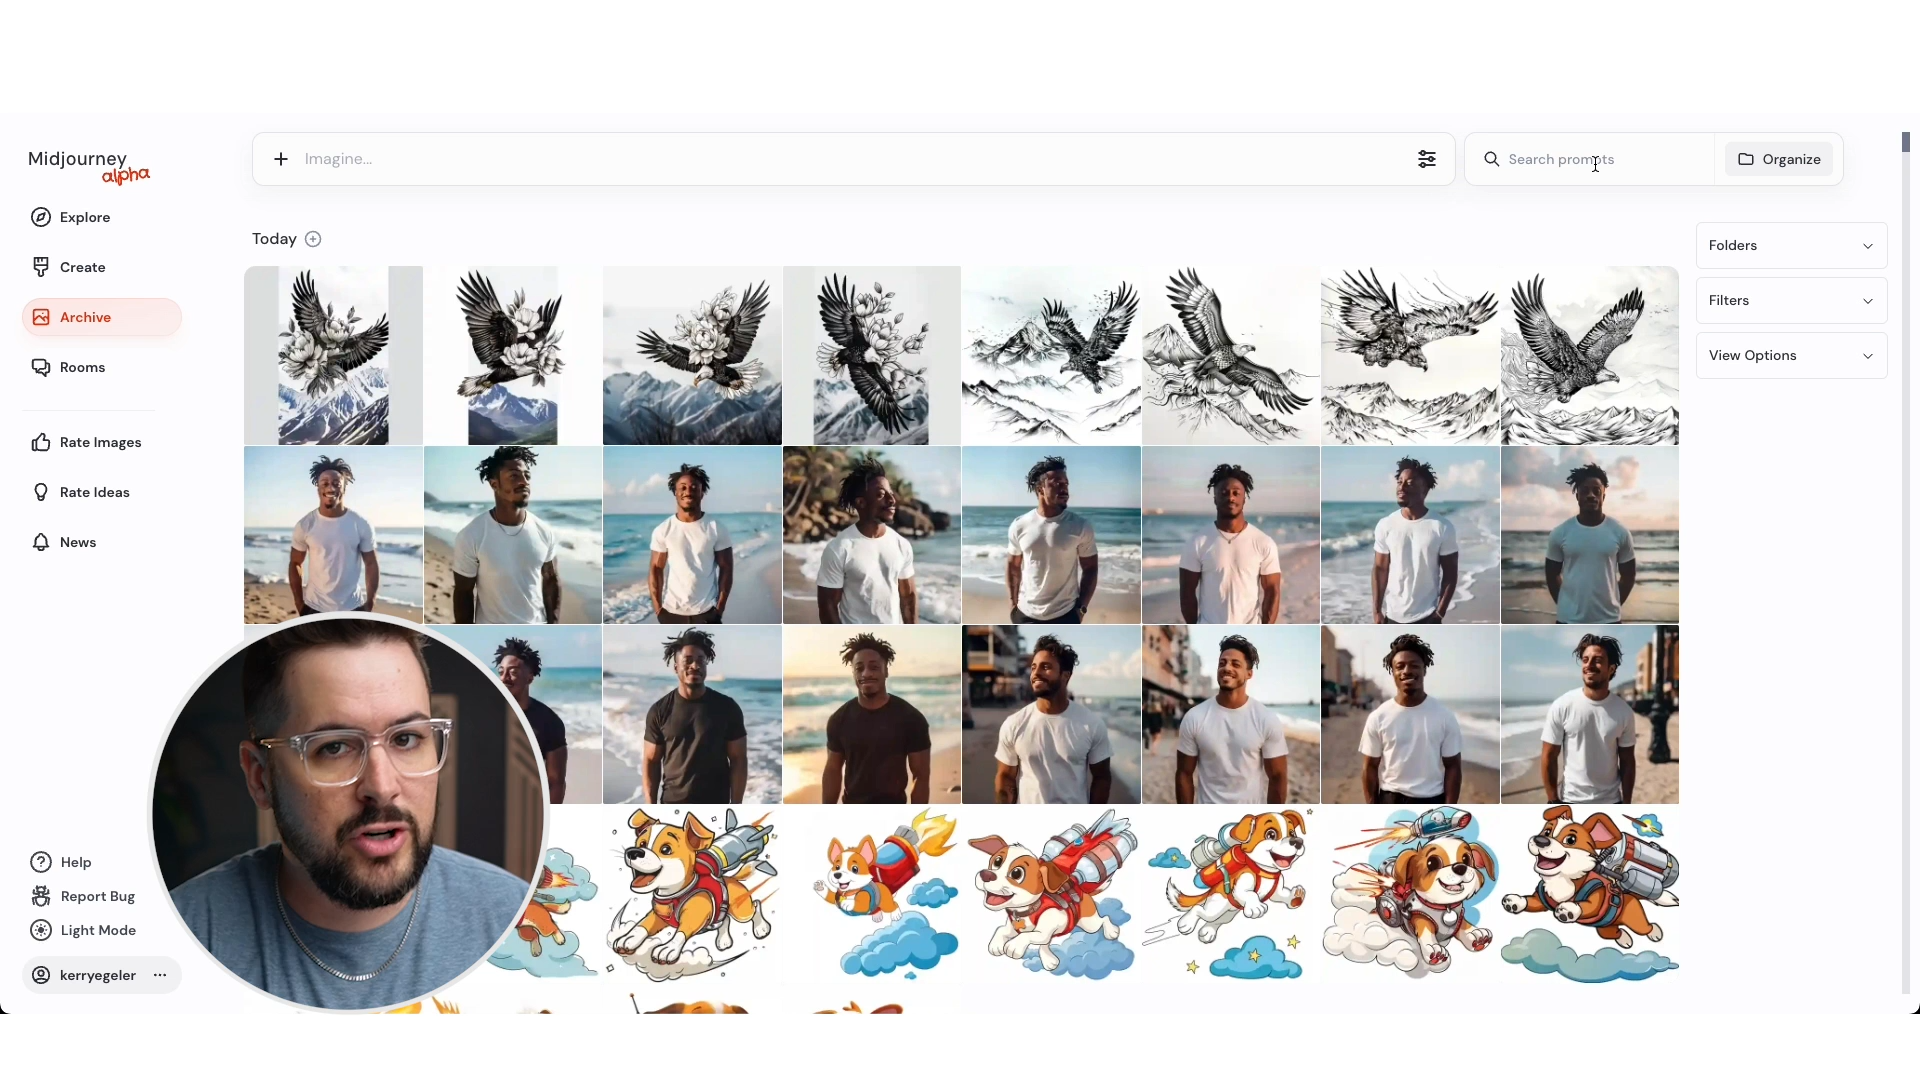 Midjourney
alpha
Imagine...
Search prompts
Organize
Explore
Create
Archive
Rooms
Rate Images
Rate Ideas
News
Today
Folders
Filters
View Options
Help
Report Bug
Light Mode
kerryegeler